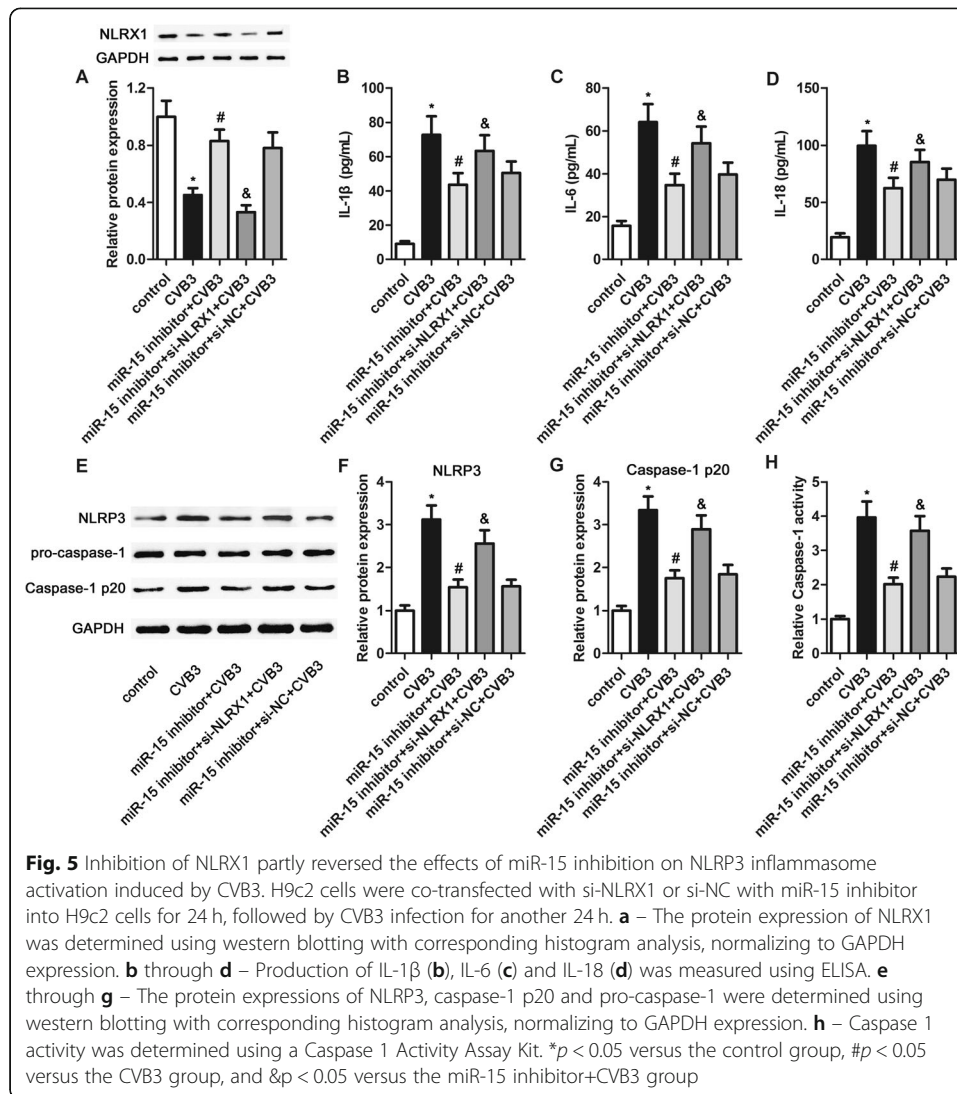 NLRX1
GAPDH
A
Relative protein expression
1.2
0.8
0.4
0.0
*
#
&
control
CVB3
miR-15 inhibitor+CVB3
miR-15 inhibitor+si-NLRX1+CVB3
miR-15 inhibitor+si-NC+CVB3
B
IL-1β (pg/mL)
100
80
60
40
20
0
*
#
&
control
CVB3
miR-15 inhibitor+CVB3
miR-15 inhibitor+si-NLRX1+CVB3
miR-15 inhibitor+si-NC+CVB3
C
IL-6 (pg/mL)
80
60
40
20
0
*
#
&
control
CVB3
miR-15 inhibitor+CVB3
miR-15 inhibitor+si-NLRX1+CVB3
miR-15 inhibitor+si-NC+CVB3
D
IL-18 (pg/mL)
150
100
50
0
*
#
&
control
CVB3
miR-15 inhibitor+CVB3
miR-15 inhibitor+si-NLRX1+CVB3
miR-15 inhibitor+si-NC+CVB3
E
NLRP3
pro-caspase-1
Caspase-1 p20
GAPDH
control
CVB3
miR-15 inhibitor+CVB3
miR-15 inhibitor+si-NLRX1+CVB3
miR-15 inhibitor+si-NC+CVB3
F
NLRP3
Relative protein expression
4
3
2
1
0
*
#
&
control
CVB3
miR-15 inhibitor+CVB3
miR-15 inhibitor+si-NLRX1+CVB3
miR-15 inhibitor+si-NC+CVB3
G
Caspase-1 p20
Relative protein expression
4
3
2
1
0
*
#
&
control
CVB3
miR-15 inhibitor+CVB3
miR-15 inhibitor+si-NLRX1+CVB3
miR-15 inhibitor+si-NC+CVB3
H
Relative Caspase-1 activity
5
4
3
2
1
0
*
#
&
control
CVB3
miR-15 inhibitor+CVB3
miR-15 inhibitor+si-NLRX1+CVB3
miR-15 inhibitor+si-NC+CVB3
Fig. 5 Inhibition of NLRX1 partly reversed the effects of miR-15 inhibition on NLRP3 inflammasome
activation induced by CVB3. H9c2 cells were co-transfected with si-NLRX1 or si-NC with miR-15 inhibitor
into H9c2 cells for 24 h, followed by CVB3 infection for another 24 h. a – The protein expression of NLRX1
was determined using western blotting with corresponding histogram analysis, normalizing to GAPDH
expression. b through d – Production of IL-1β (b), IL-6 (c) and IL-18 (d) was measured using ELISA. e
through g – The protein expressions of NLRP3, caspase-1 p20 and pro-caspase-1 were determined using
western blotting with corresponding histogram analysis, normalizing to GAPDH expression. h – Caspase 1
activity was determined using a Caspase 1 Activity Assay Kit. *p < 0.05 versus the control group, #p < 0.05
versus the CVB3 group, and &p < 0.05 versus the miR-15 inhibitor+CVB3 group